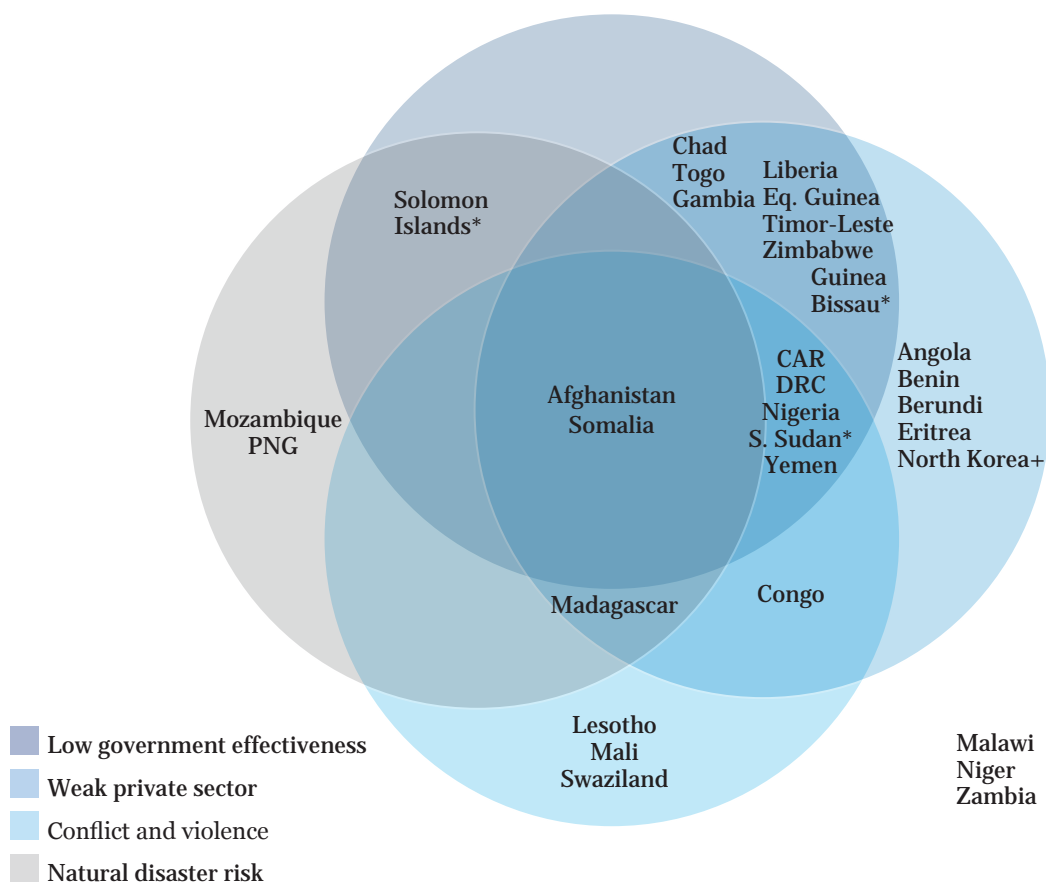 Chad
Togo
Gambia
Liberia
Eq. Guinea
Timor-Leste
Zimbabwe
Guinea
Bissau*
Solomon
Islands*
Angola
Benin
Berundi
Eritrea
North Korea+
CAR
DRC
Nigeria
S. Sudan*
Yemen
Afghanistan
Somalia
Mozambique
PNG
Madagascar
Congo
Lesotho
Mali
Swaziland
Malawi
Niger
Zambia
Low government effectiveness
Weak private sector
Conflict and violence
Natural disaster risk